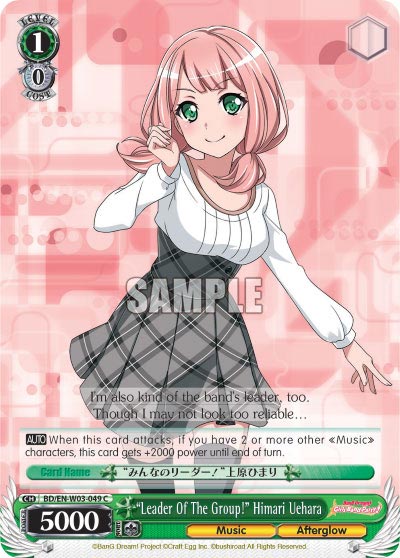 LEVEL
1
0
COST
SAMPLE
I'm also kind of the band's leader, too.
Though I may not look too reliable...
AUTO When this card attacks, if you have 2 or more other ≪Music≫
characters, this card gets +2000 power until end of turn.
Card Name "みんなのリーダー!"上原ひまり
CH BD/EN-W03-049 C
"Leader Of The Group!" Himari Uehara
5000
POWER
Music Afterglow
©BanG Dream! Project ©Craft Egg Inc. ©bushiroad All Rights Reserved.